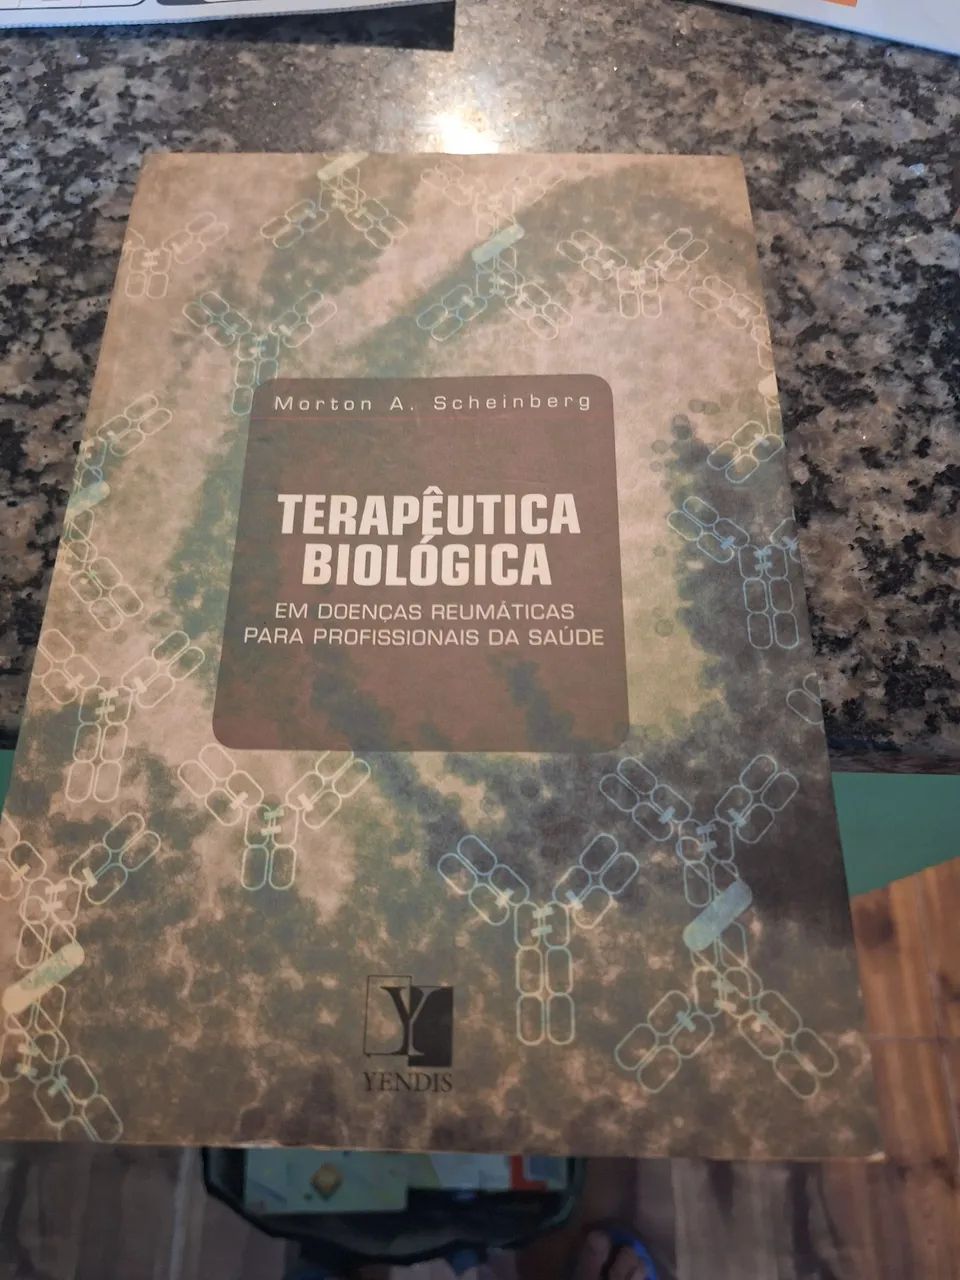 Morton A. Scheinberg
TERAPÊUTICA
BIOLÓGICA
EM DOENÇAS REUMÁTICAS
PARA PROFISSIONAIS DA SAÚDE
Y
YENDIS